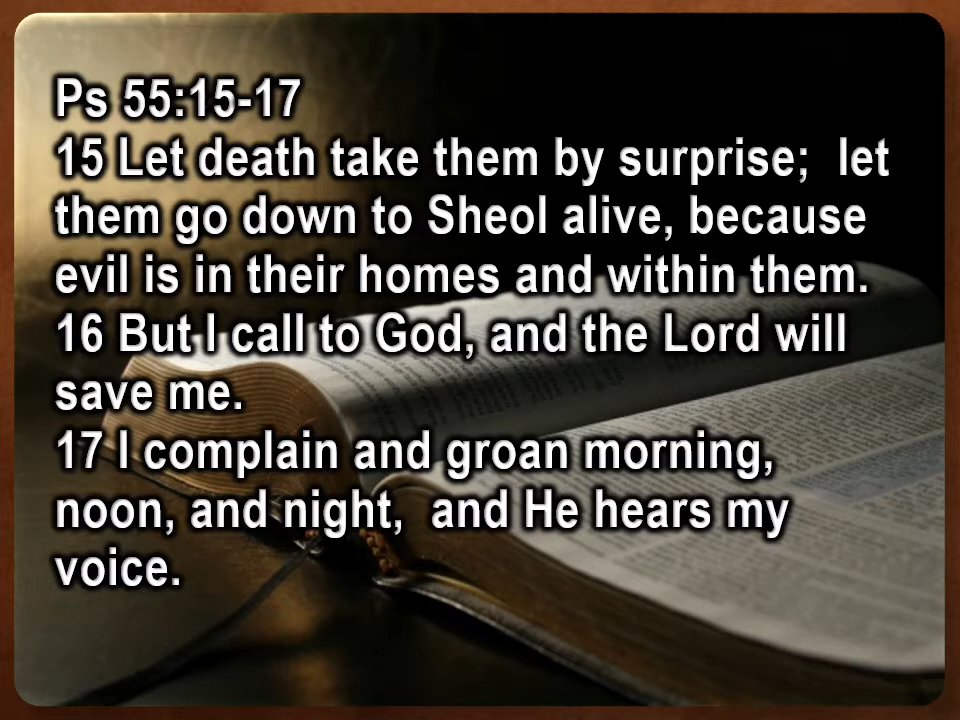 Ps 55:15-17
15 Let death take them by surprise;  let
them go down to Sheol alive, because
evil is in their homes and within them.
16 But I call to God, and the Lord will
save me.
17 I complain and groan morning,
noon, and night,  and He hears my
voice.